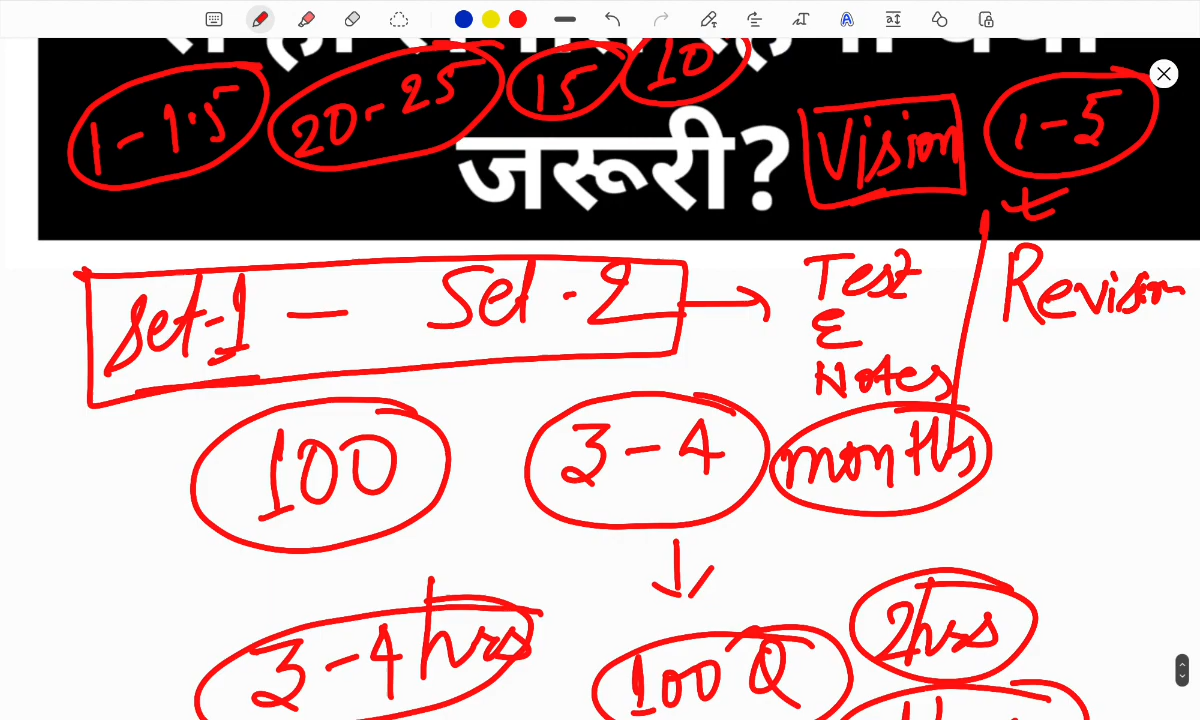 1 - 1.5 20 - 25 15 10
जरूरी? Vision 1 - 5
Set-1 — Set-2 → Test
&
Notes
Revision
100 3 - 4 months
3 - 4 hrs 100 Q 2hrs